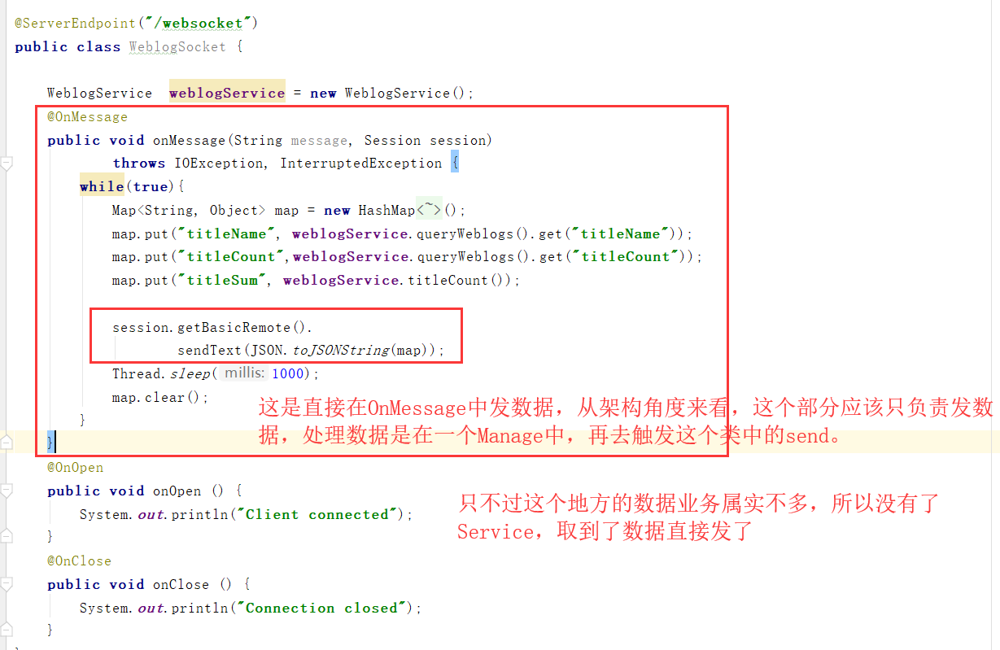 @ServerEndpoint("/websocket")
public class WeblogSocket {
WeblogService weblogService = new WeblogService();
@OnMessage
public void onMessage(String message, Session session)
throws IOException, InterruptedException {
while(true){
Map<String, Object> map = new HashMap<~>();
map.put("titleName", weblogService.queryWeblogs().get("titleName"));
map.put("titleCount",weblogService.queryWeblogs().get("titleCount"));
map.put("titleSum", weblogService.titleCount());
session.getBasicRemote().
sendText(JSON.toJSONString(map));
Thread.sleep( millis: 1000);
map.clear();
}
这是直接在OnMessage中发数据，从架构角度来看，这个部分应该只负责发数
据，处理数据是在一个Manage中，再去触发这个类中的send。
}
@OnOpen
public void onOpen () {
System.out.println("Client connected");
}
只不过这个地方的数据业务属实不多，所以没有了
Service，取到了数据直接发了
@OnClose
public void onClose () {
System.out.println("Connection closed");
}